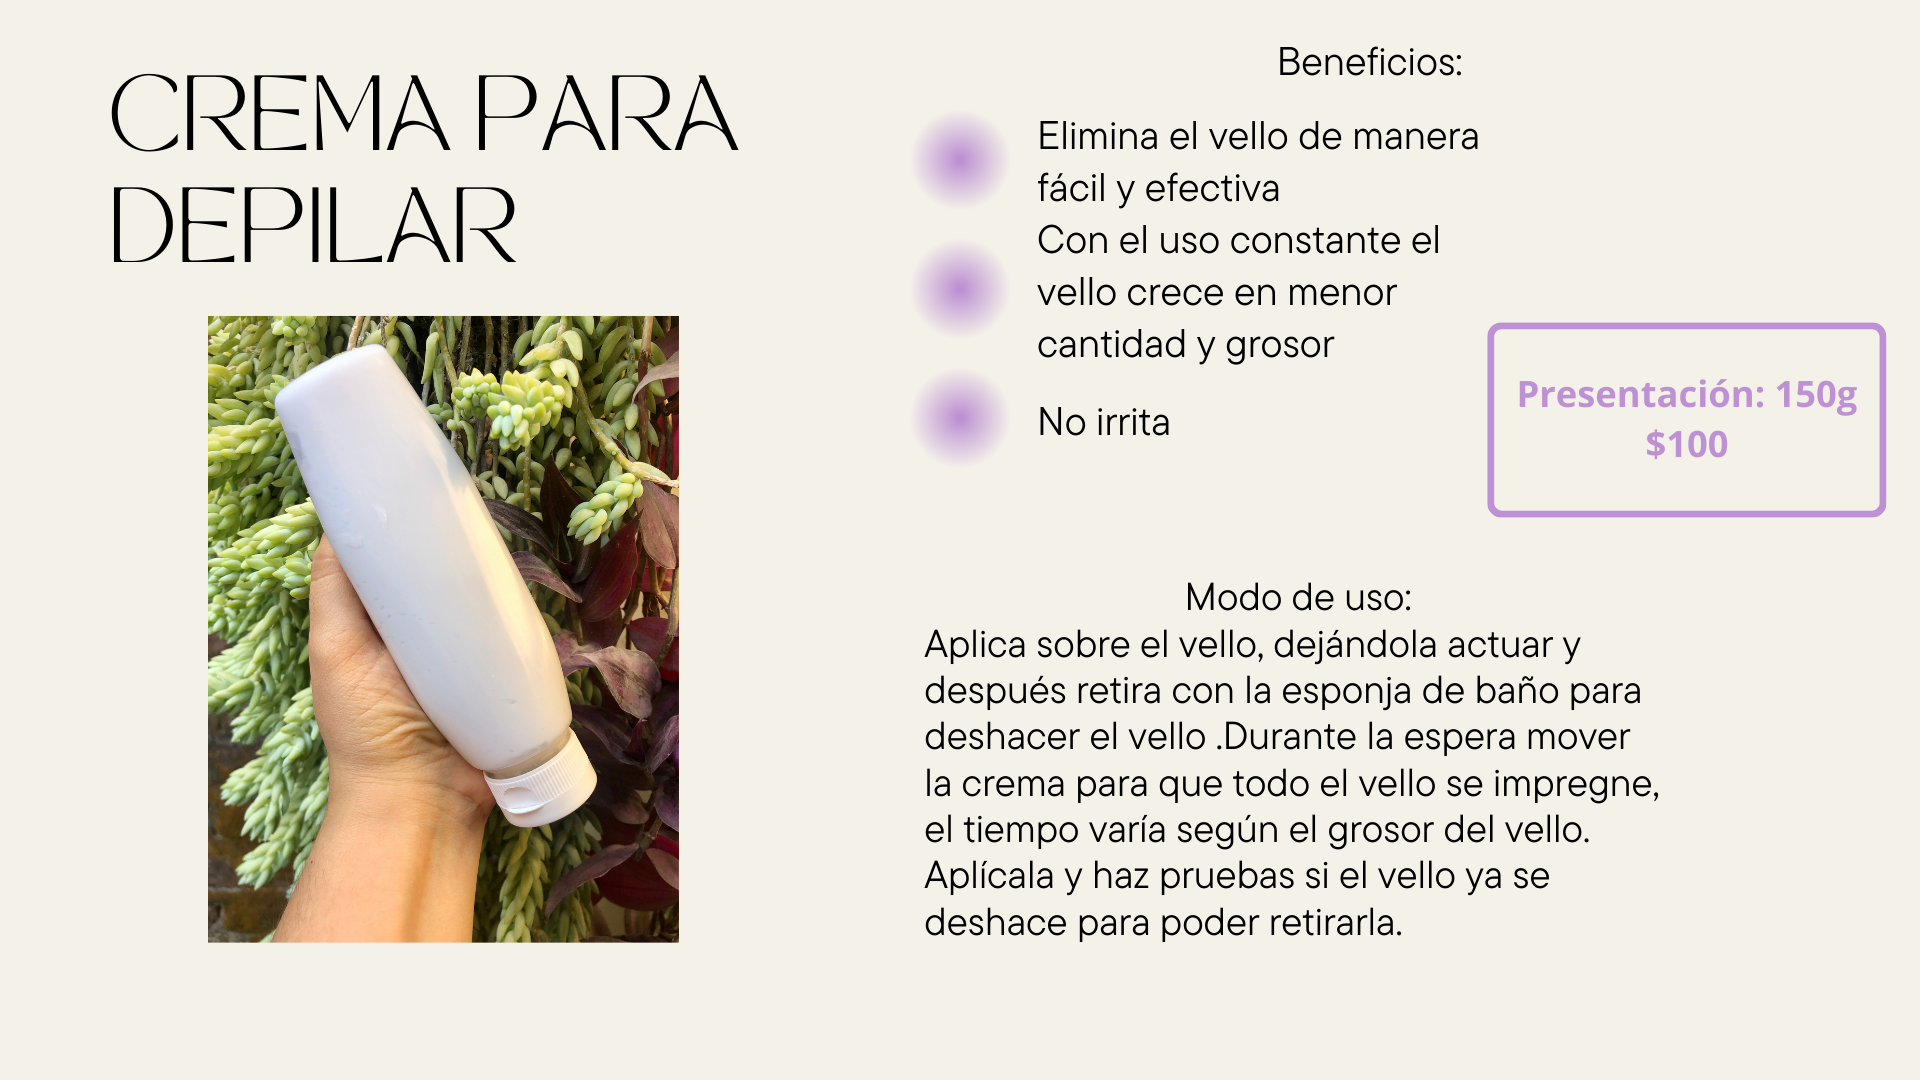 CREMA PARA
DEPILAR
Beneficios:
Elimina el vello de manera
fácil y efectiva
Con el uso constante el
vello crece en menor
cantidad y grosor
No irrita
Presentación: 150g
$100
Modo de uso:
Aplica sobre el vello, dejándola actuar y
después retira con la esponja de baño para
deshacer el vello .Durante la espera mover
la crema para que todo el vello se impregne,
el tiempo varía según el grosor del vello.
Aplícala y haz pruebas si el vello ya se
deshace para poder retirarla.